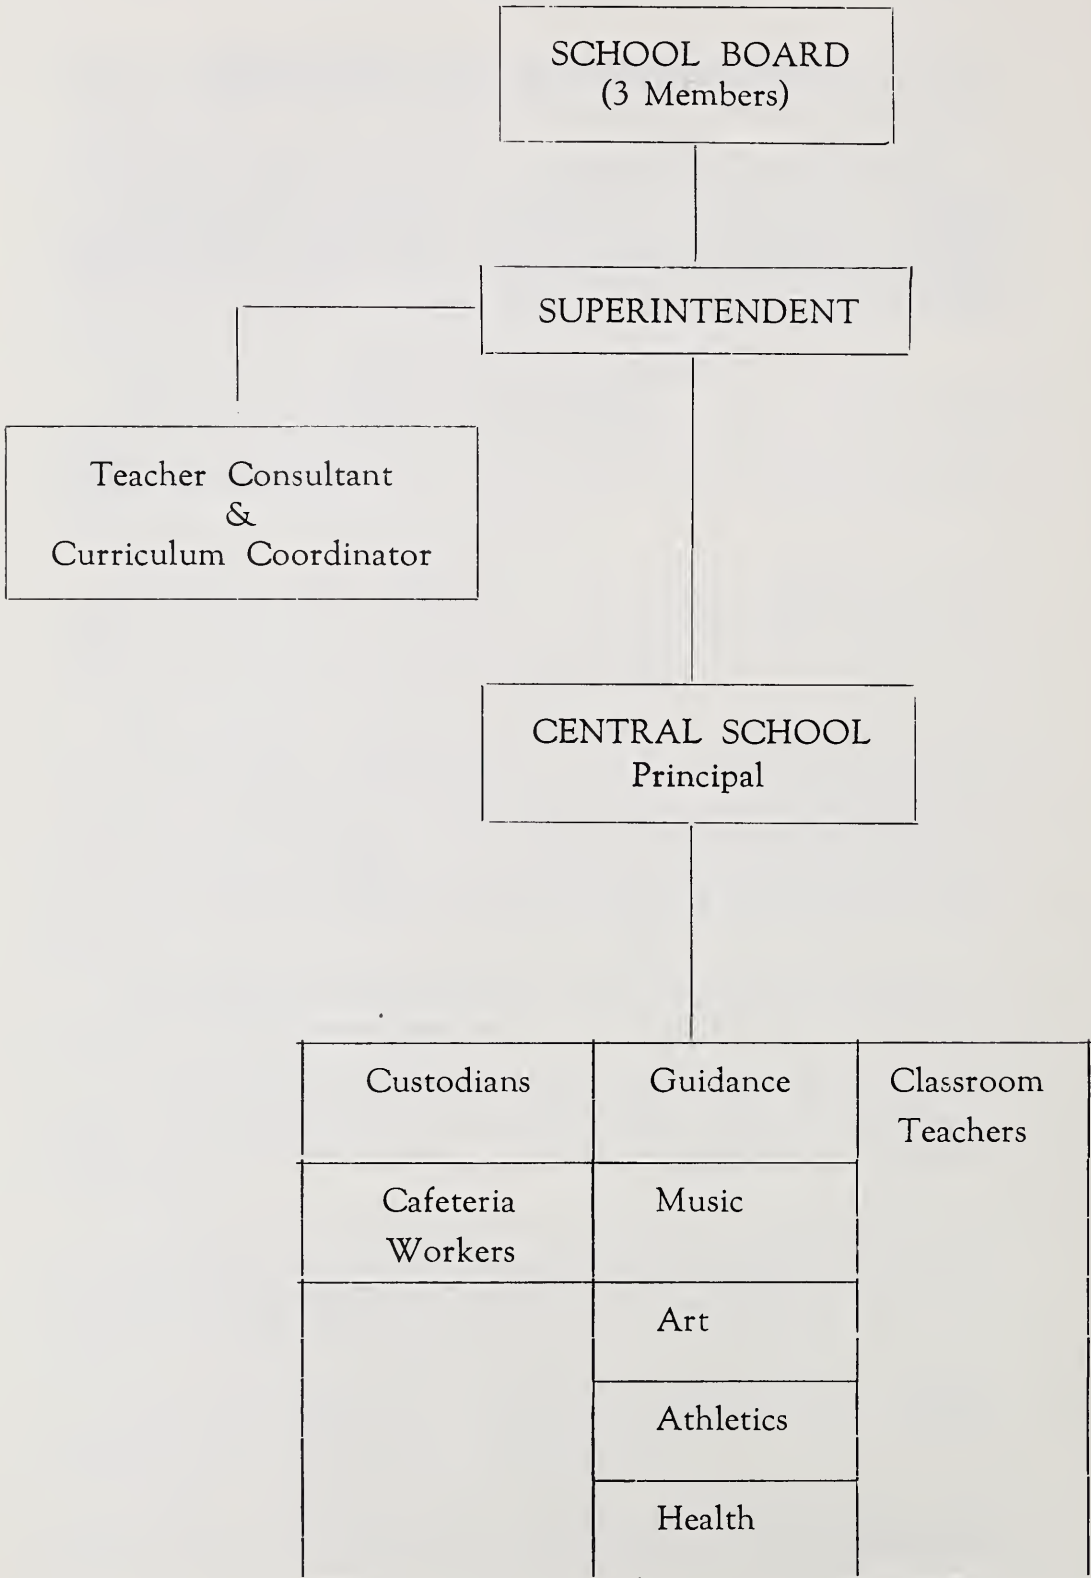 SCHOOL BOARD
(3 Members)
SUPERINTENDENT
Teacher Consultant
&
Curriculum Coordinator
CENTRAL SCHOOL
Principal
Custodians
Guidance
Classroom
Teachers
Cafeteria
Workers
Music
Art
Athletics
Health